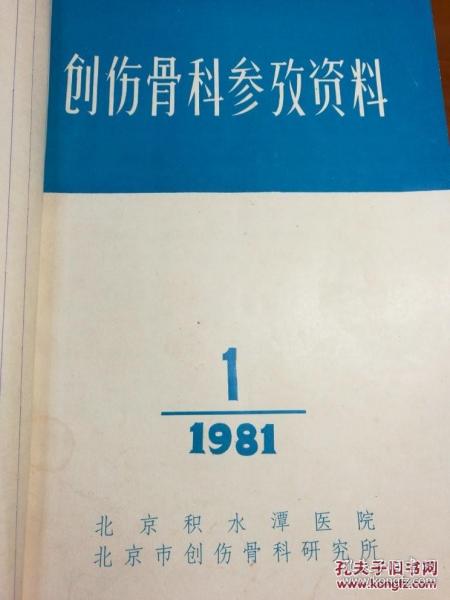 创伤骨科参攷资料
1
1981
北京积水潭医院
北京市创伤骨科研究所
孔夫子旧书网
www.kongfz.com